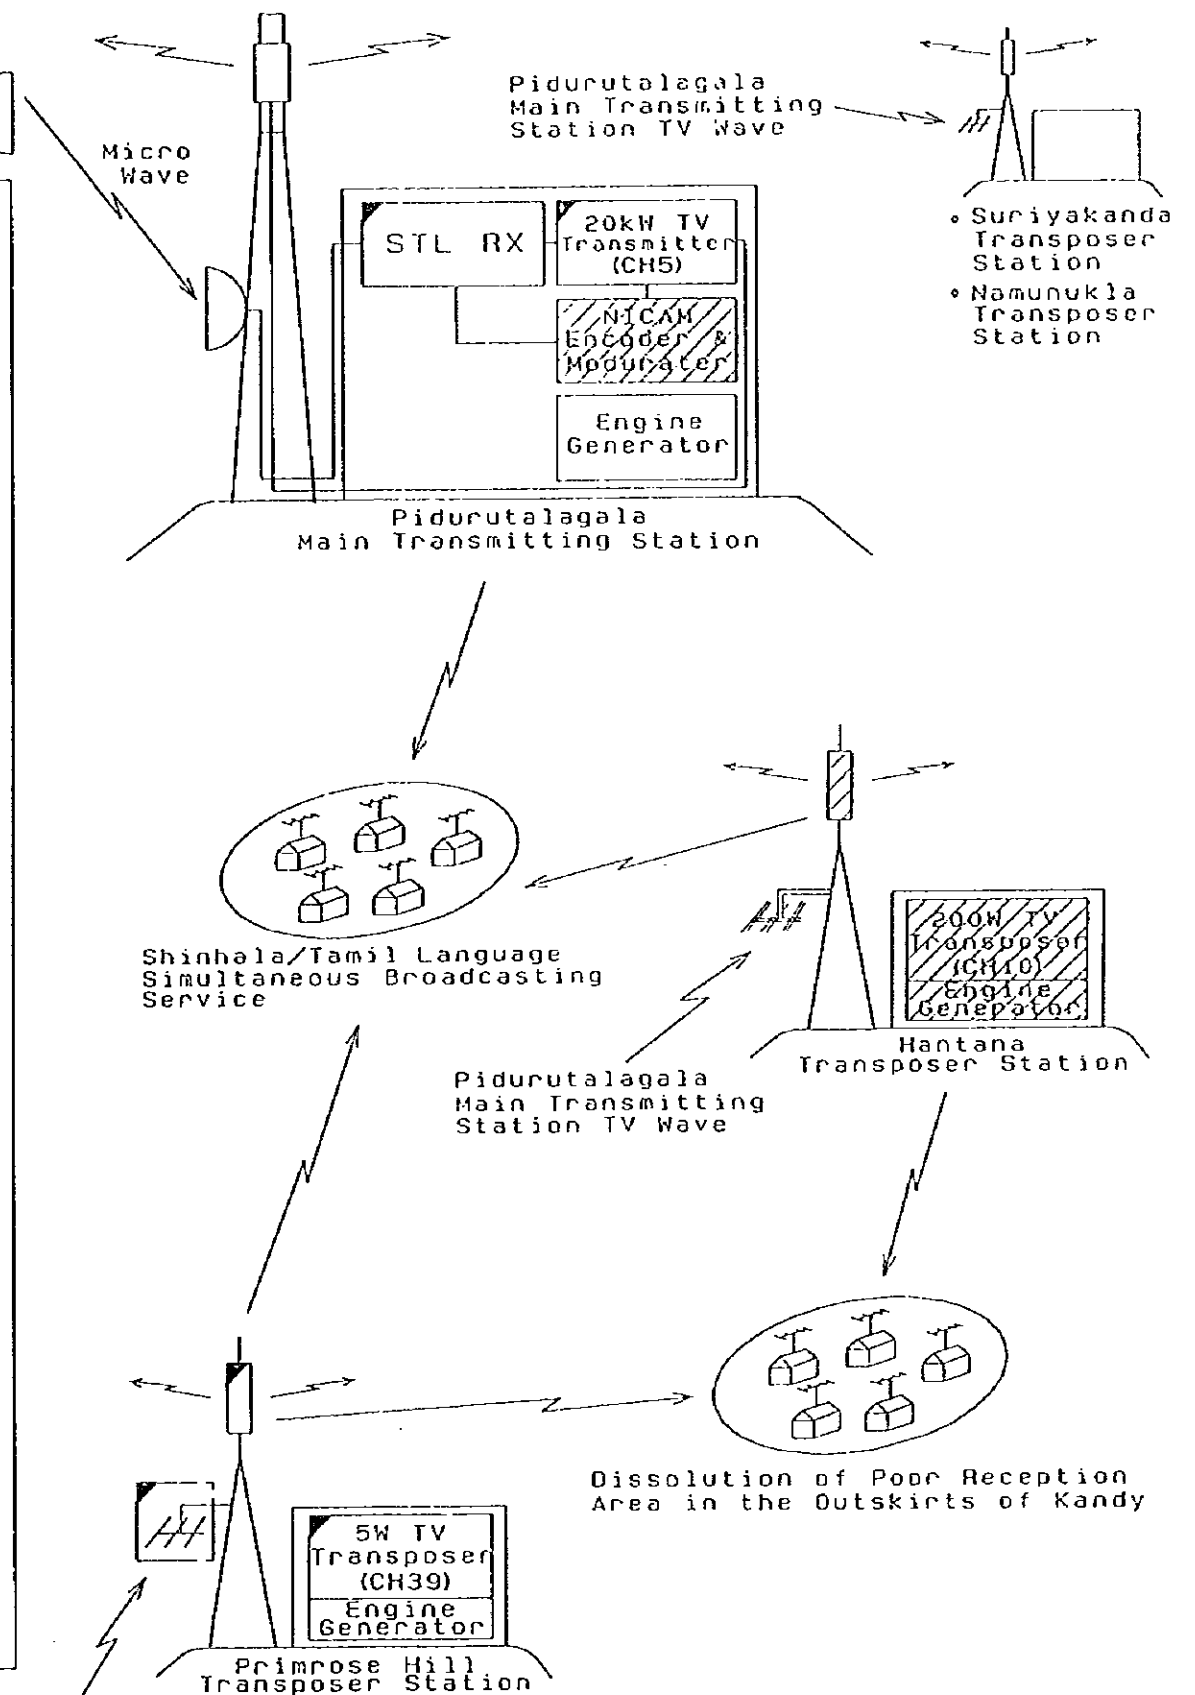 Pidurutalagala
Main Transmitting
Station TV Wave
Micro
Wave
STL RX
20kW TV
Transmitter
(CH5)
NICAM
Encoder &
Modurater
Engine
Generator
Suriyakanda
Transposer
Station
Namunukla
Transposer
Station
Pidurutalagala
Main Transmitting Station
Shinhala/Tamil Language
Simultaneous Broadcasting
Service
200W TV
Transposer
(CH10)
Engine
Generator
Hantana
Transposer Station
Pidurutalagala
Main Transmitting
Station TV Wave
Dissolution of Poor Reception
Area in the Outskirts of Kandy
5W TV
Transposer
(CH39)
Engine
Generator
Primrose Hill
Transposer Station